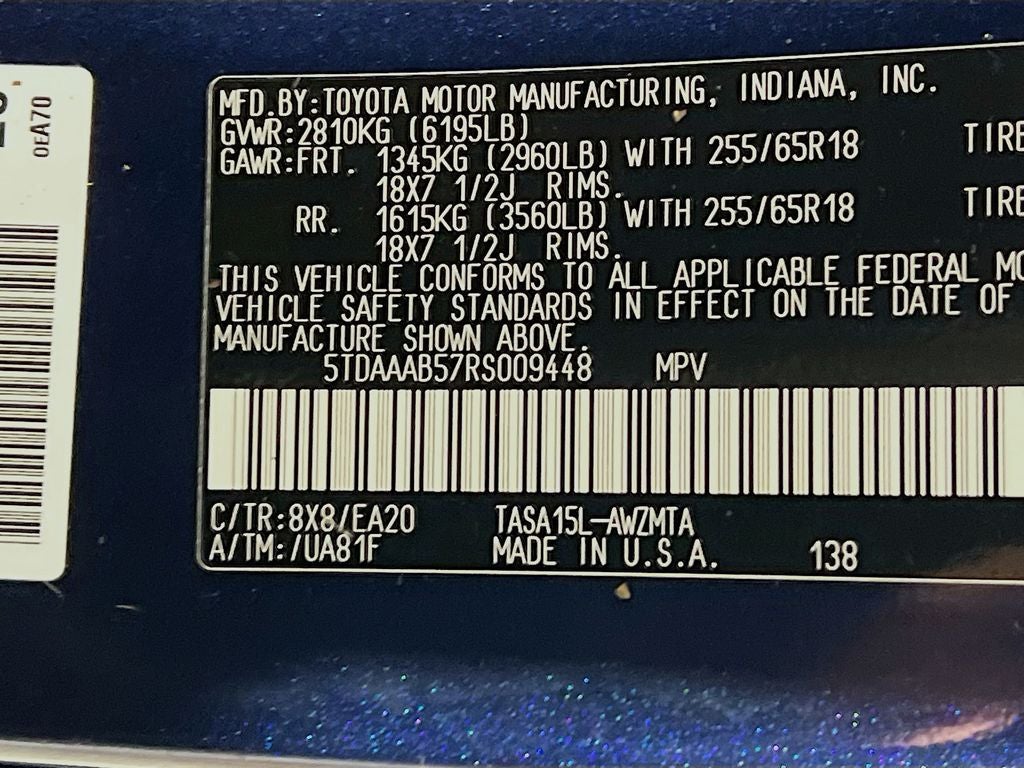 0EA70
MFD.BY:TOYOTA MOTOR MANUFACTURING, INDIANA, INC.
GVWR:2810KG (6195LB)
GAWR:FRT. 1345KG (2960LB) WITH 255/65R18 TIRE
18X7 1/2J RIMS.
RR. 1615KG (3560LB) WITH 255/65R18 TIRE
18X7 1/2J RIMS.
THIS VEHICLE CONFORMS TO ALL APPLICABLE FEDERAL MO
VEHICLE SAFETY STANDARDS IN EFFECT ON THE DATE OF
MANUFACTURE SHOWN ABOVE.
5TDAAAB57RS009448 MPV
C/TR:8X8/EA20 TASA15L-AWZMTA
A/TM:/UA81F MADE IN U.S.A. 138